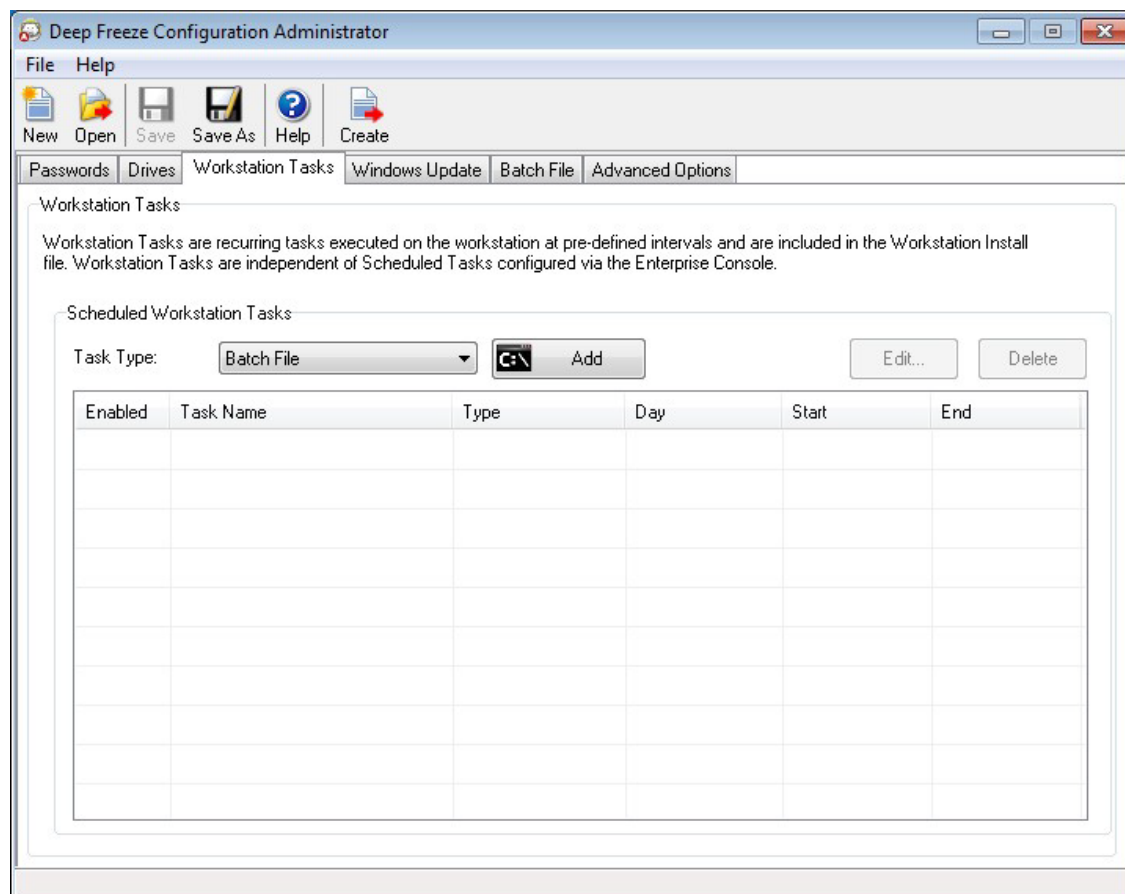 Deep Freeze Configuration Administrator
File Help
New Open Save Save As Help Create
Passwords Drives Workstation Tasks Windows Update Batch File Advanced Options
Workstation Tasks
Workstation Tasks are recurring tasks executed on the workstation at pre-defined intervals and are included in the Workstation Install
file. Workstation Tasks are independent of Scheduled Tasks configured via the Enterprise Console.
Scheduled Workstation Tasks
Task Type: Batch File C:\ Add Edit... Delete
Enabled Task Name Type Day Start End